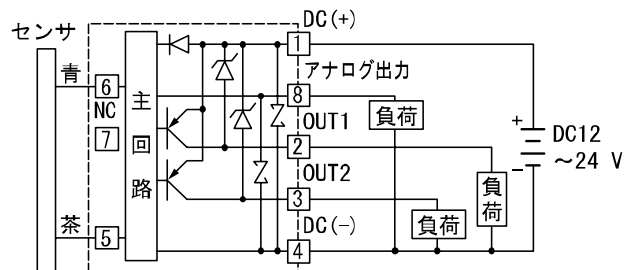 センサ
青
茶
6
NC
7
5
主回路
DC(+)
1
アナログ出力
8
OUT1
2
OUT2
3
DC(-)
4
負荷
負荷
負荷
+
-
DC12
～24 V